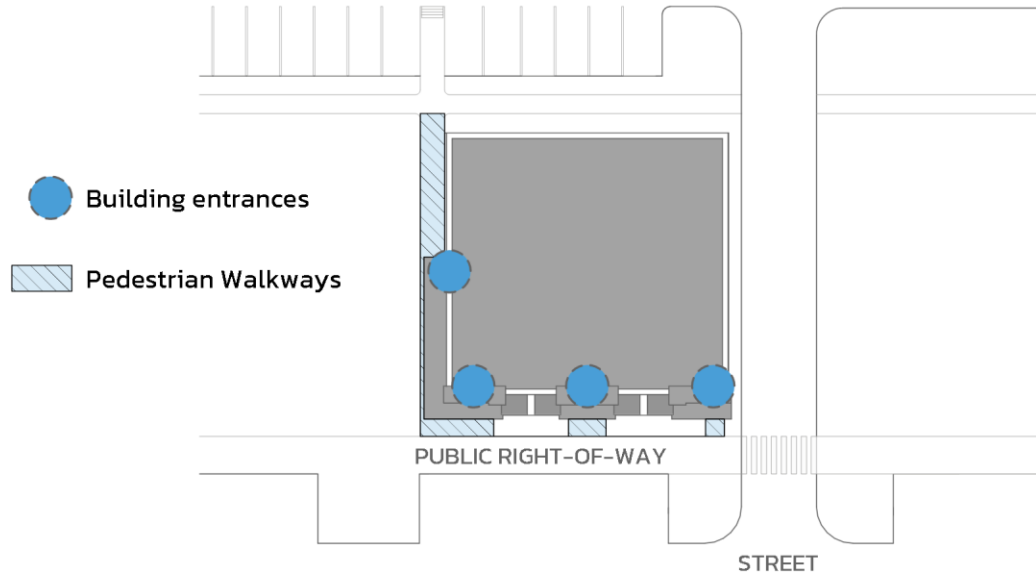 Building entrances
Pedestrian Walkways
PUBLIC RIGHT-OF-WAY
STREET